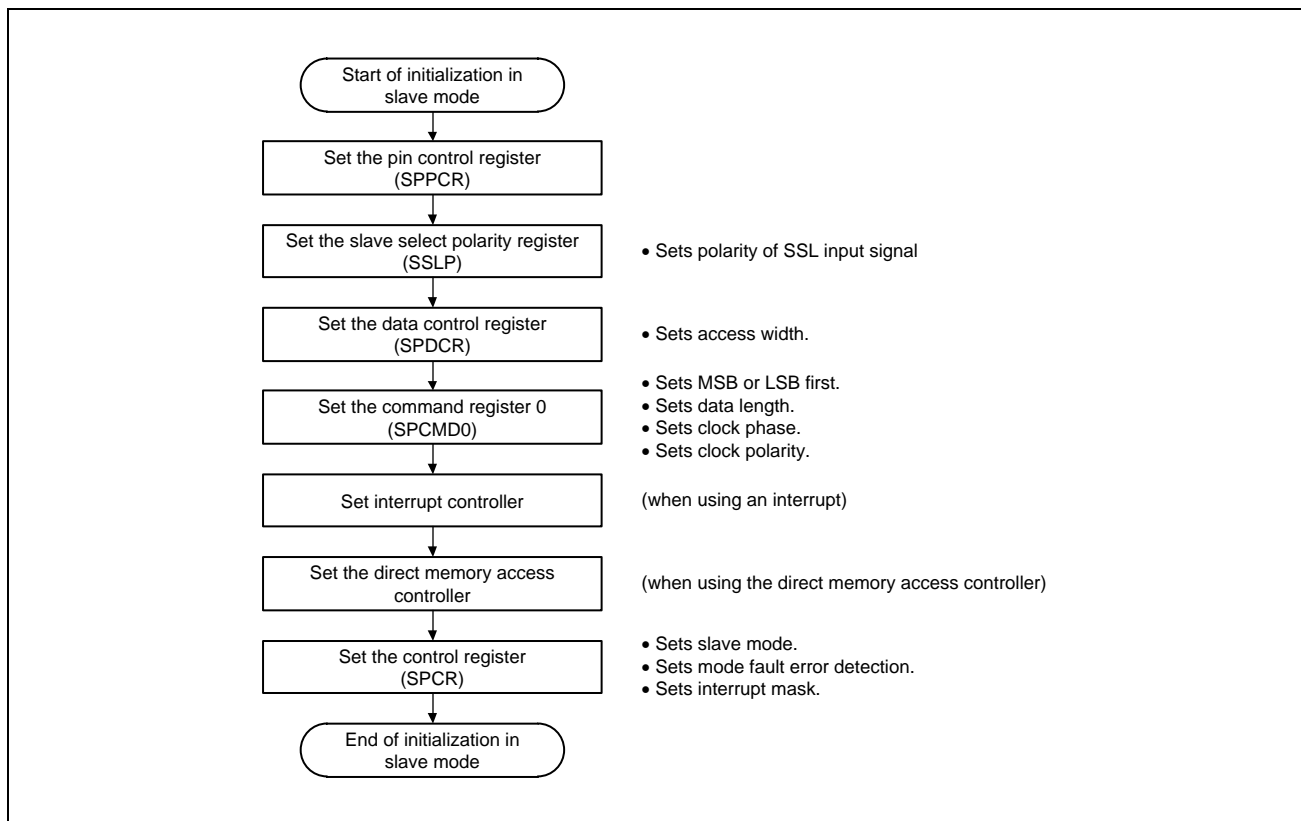 Start of initialization in
slave mode
Set the pin control register
(SPPCR)
Set the slave select polarity register
(SSLP)
• Sets polarity of SSL input signal
Set the data control register
(SPDCR)
• Sets access width.
Set the command register 0
(SPCMD0)
• Sets MSB or LSB first.
• Sets data length.
• Sets clock phase.
• Sets clock polarity.
Set interrupt controller
(when using an interrupt)
Set the direct memory access
controller
(when using the direct memory access controller)
Set the control register
(SPCR)
• Sets slave mode.
• Sets mode fault error detection.
• Sets interrupt mask.
End of initialization in
slave mode